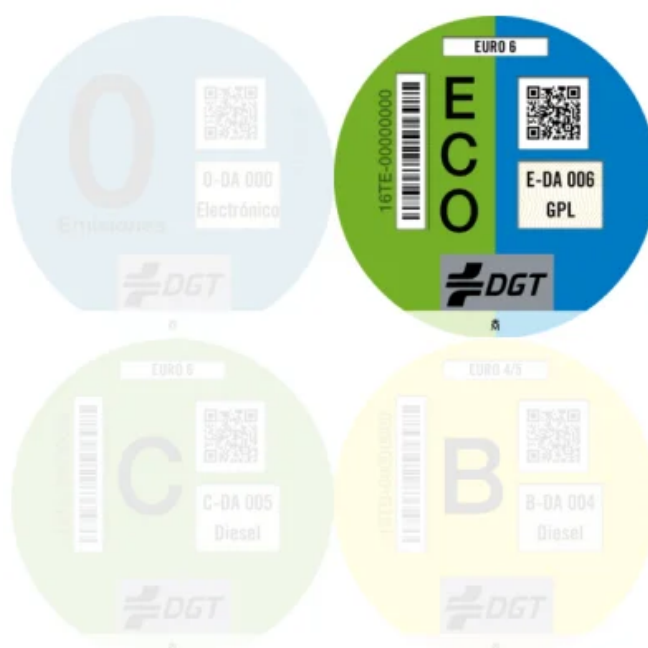 0
Emisiones
0-DA 000
Electrónico
DGT
EURO 6
16TE-00000000
ECO
E-DA 006
GPL
DGT
EURO 6
C
C-DA 005
Diesel
DGT
EURO 4/5
B
B-DA 004
Diesel
DGT